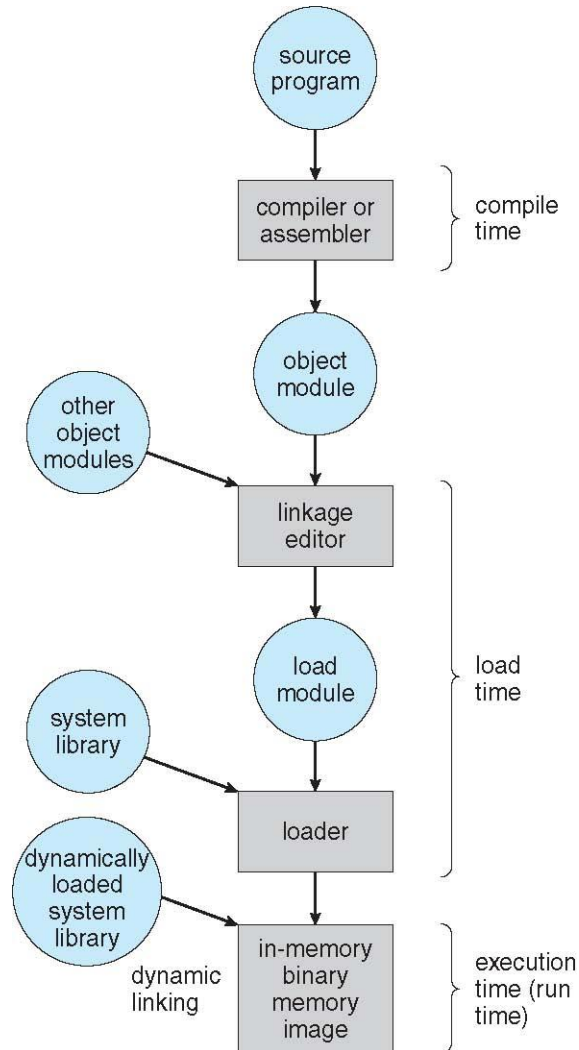 source
program
compiler or
assembler
compile
time
object
module
other
object
modules
linkage
editor
load
module
load
time
system
library
loader
dynamically
loaded
system
library
dynamic
linking
in-memory
binary
memory
image
execution
time (run
time)